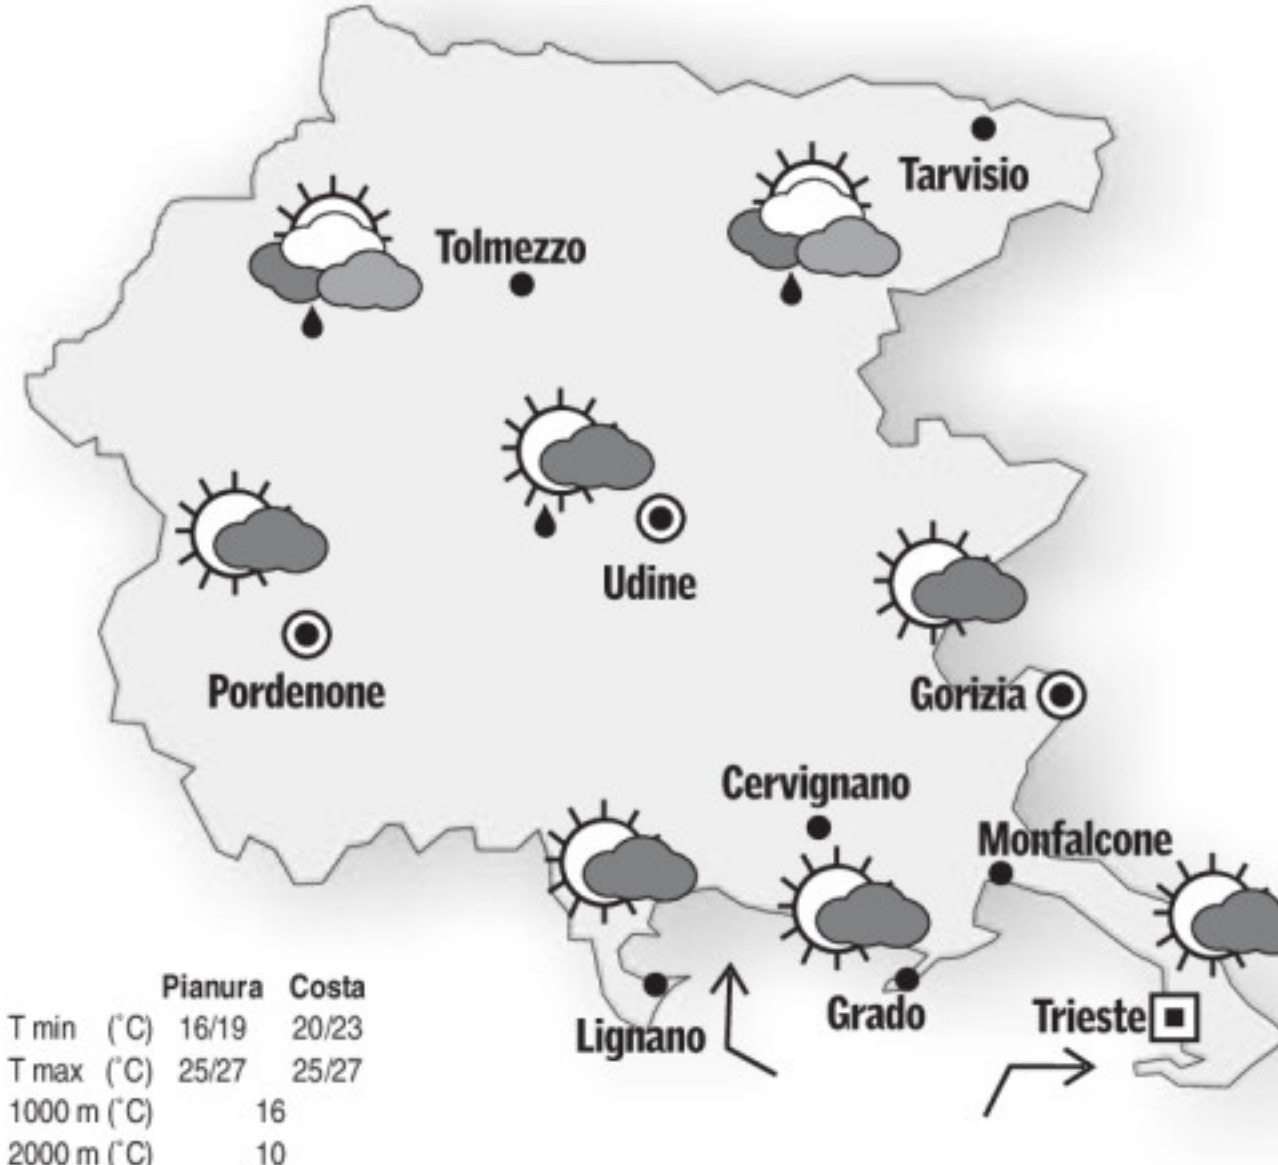 Tarvisio
Tolmezzo
Udine
Pordenone
Gorizia
Cervignano
Monfalcone
Grado
Trieste
Lignano
Pianura Costa
T min (°C) 16/19 20/23
T max (°C) 25/27 25/27
1000 m (°C) 16
2000 m (°C) 10